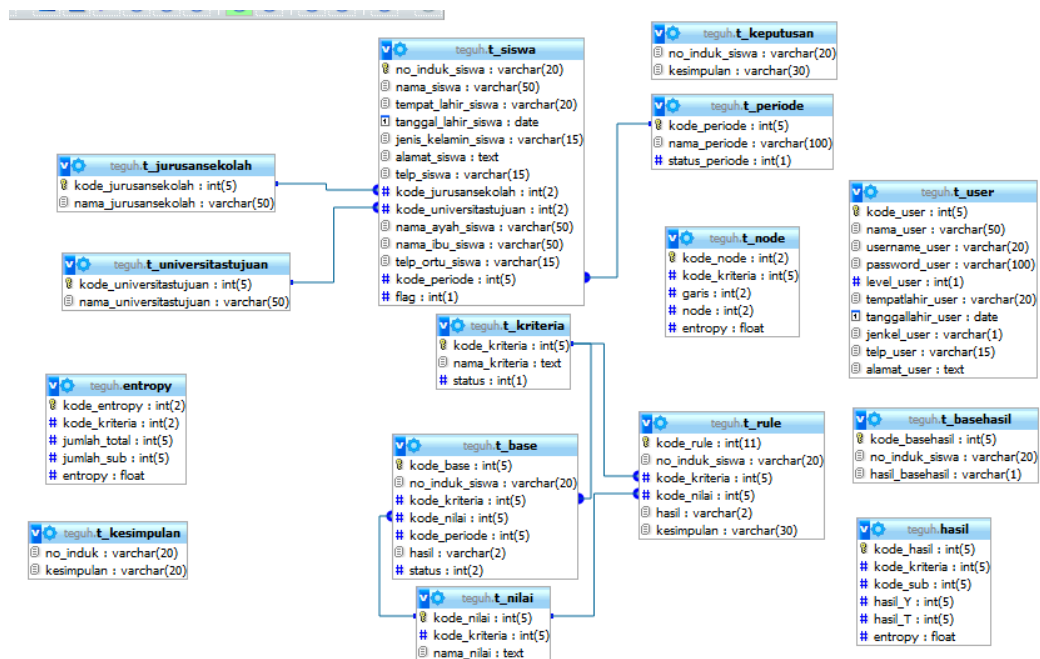 teguh.t_siswa
no_induk_siswa : varchar(20)
nama_siswa : varchar(50)
tempat_lahir_siswa : varchar(20)
tanggal_lahir_siswa : date
jenis_kelamin_siswa : varchar(15)
alamat_siswa : text
telp_siswa : varchar(15)
# kode_jurusansekolah : int(2)
# kode_universitastujuan : int(2)
nama_ayah_siswa : varchar(50)
nama_ibu_siswa : varchar(50)
telp_ortu_siswa : varchar(15)
# kode_periode : int(5)
# flag : int(1)
teguh.t_keputusan
no_induk_siswa : varchar(20)
kesimpulan : varchar(30)
teguh.t_periode
kode_periode : int(5)
nama_periode : varchar(100)
# status_periode : int(1)
teguh.t_jurusansekolah
kode_jurusansekolah : int(5)
nama_jurusansekolah : varchar(50)
teguh.t_universitastujuan
kode_universitastujuan : int(5)
nama_universitastujuan : varchar(50)
teguh.t_node
kode_node : int(2)
# kode_kriteria : int(5)
# garis : int(2)
# node : int(2)
# entropy : float
teguh.t_user
kode_user : int(5)
nama_user : varchar(50)
username_user : varchar(20)
password_user : varchar(100)
# level_user : int(1)
tempatlahir_user : varchar(20)
tanggallahir_user : date
jenkel_user : varchar(1)
telp_user : varchar(15)
alamat_user : text
teguh.t_kriteria
kode_kriteria : int(5)
nama_kriteria : text
# status : int(1)
teguh.entropy
kode_entropy : int(2)
# kode_kriteria : int(2)
# jumlah_total : int(5)
# jumlah_sub : int(5)
# entropy : float
teguh.t_base
kode_base : int(5)
no_induk_siswa : varchar(20)
# kode_kriteria : int(5)
# kode_nilai : int(5)
# kode_periode : int(5)
hasil : varchar(2)
# status : int(2)
teguh.t_rule
kode_rule : int(11)
no_induk_siswa : varchar(20)
# kode_kriteria : int(5)
# kode_nilai : int(5)
hasil : varchar(2)
kesimpulan : varchar(30)
teguh.t_basehasil
kode_basehasil : int(5)
no_induk_siswa : varchar(20)
hasil_basehasil : varchar(1)
teguh.t_kesimpulan
no_induk : varchar(20)
kesimpulan : varchar(20)
teguh.hasil
kode_hasil : int(5)
# kode_kriteria : int(5)
# kode_sub : int(5)
# hasil_Y : int(5)
# hasil_T : int(5)
# entropy : float
teguh.t_nilai
kode_nilai : int(5)
# kode_kriteria : int(5)
nama_nilai : text